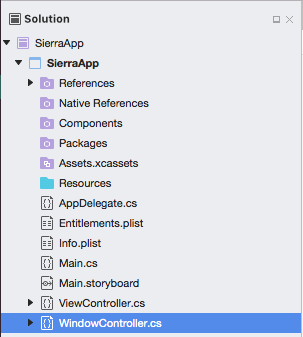 Solution
SierraApp
SierraApp
References
Native References
Components
Packages
Assets.xcassets
Resources
AppDelegate.cs
Entitlements.plist
Info.plist
Main.cs
Main.storyboard
ViewController.cs
WindowController.cs